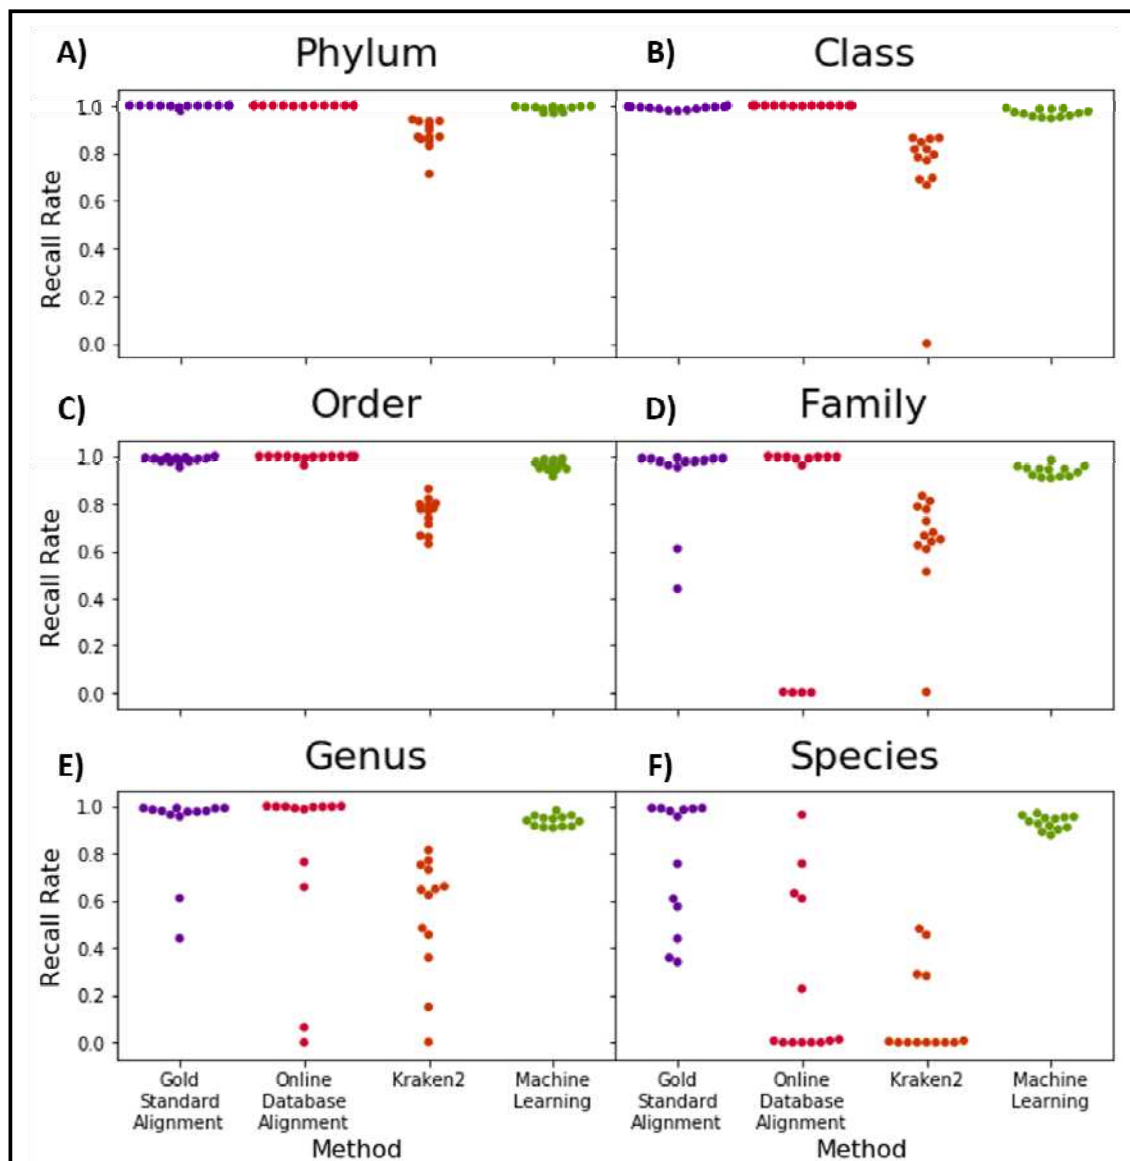 A) Phylum B) Class
1.0
0.8
0.6
0.4
0.2
0.0
Recall Rate
C) Order D) Family
1.0
0.8
0.6
0.4
0.2
0.0
Recall Rate
E) Genus F) Species
1.0
0.8
0.6
0.4
0.2
0.0
Recall Rate
Gold Online Kraken2 Machine Gold Online Kraken2 Machine
Standard Database Learning Standard Database Learning
Alignment Alignment Alignment Alignment
Method Method